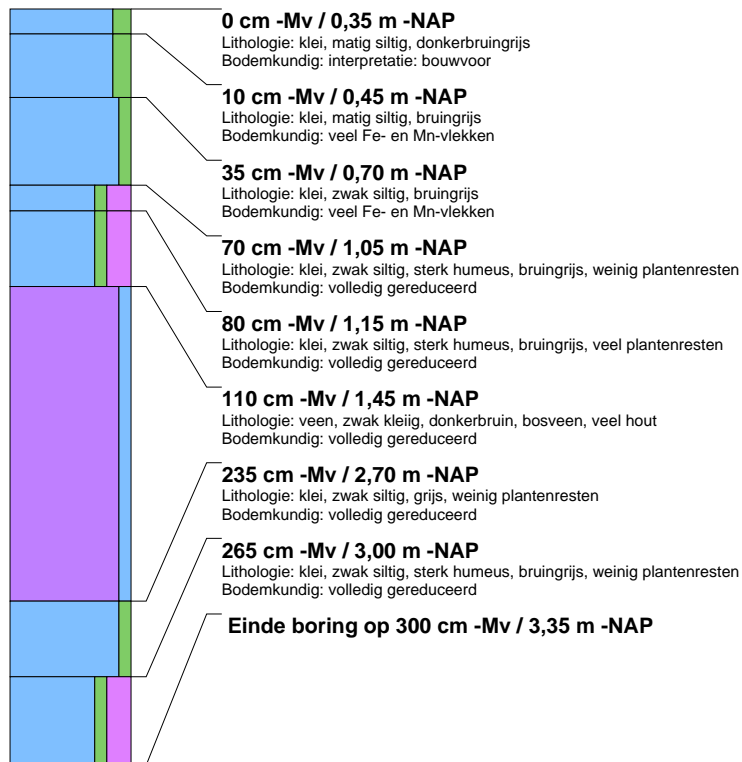 0 cm -Mv / 0,35 m -NAP
Lithologie: klei, matig siltig, donkerbruingrijs
Bodemkundig: interpretatie: bouwvoor
10 cm -Mv / 0,45 m -NAP
Lithologie: klei, matig siltig, bruingrijs
Bodemkundig: veel Fe- en Mn-vlekken
35 cm -Mv / 0,70 m -NAP
Lithologie: klei, zwak siltig, bruingrijs
Bodemkundig: veel Fe- en Mn-vlekken
70 cm -Mv / 1,05 m -NAP
Lithologie: klei, zwak siltig, sterk humeus, bruingrijs, weinig plantenresten
Bodemkundig: volledig gereduceerd
80 cm -Mv / 1,15 m -NAP
Lithologie: klei, zwak siltig, sterk humeus, bruingrijs, veel plantenresten
Bodemkundig: volledig gereduceerd
110 cm -Mv / 1,45 m -NAP
Lithologie: veen, zwak kleiig, donkerbruin, bosveen, veel hout
Bodemkundig: volledig gereduceerd
235 cm -Mv / 2,70 m -NAP
Lithologie: klei, zwak siltig, grijs, weinig plantenresten
Bodemkundig: volledig gereduceerd
265 cm -Mv / 3,00 m -NAP
Lithologie: klei, zwak siltig, sterk humeus, bruingrijs, weinig plantenresten
Bodemkundig: volledig gereduceerd
Einde boring op 300 cm -Mv / 3,35 m -NAP